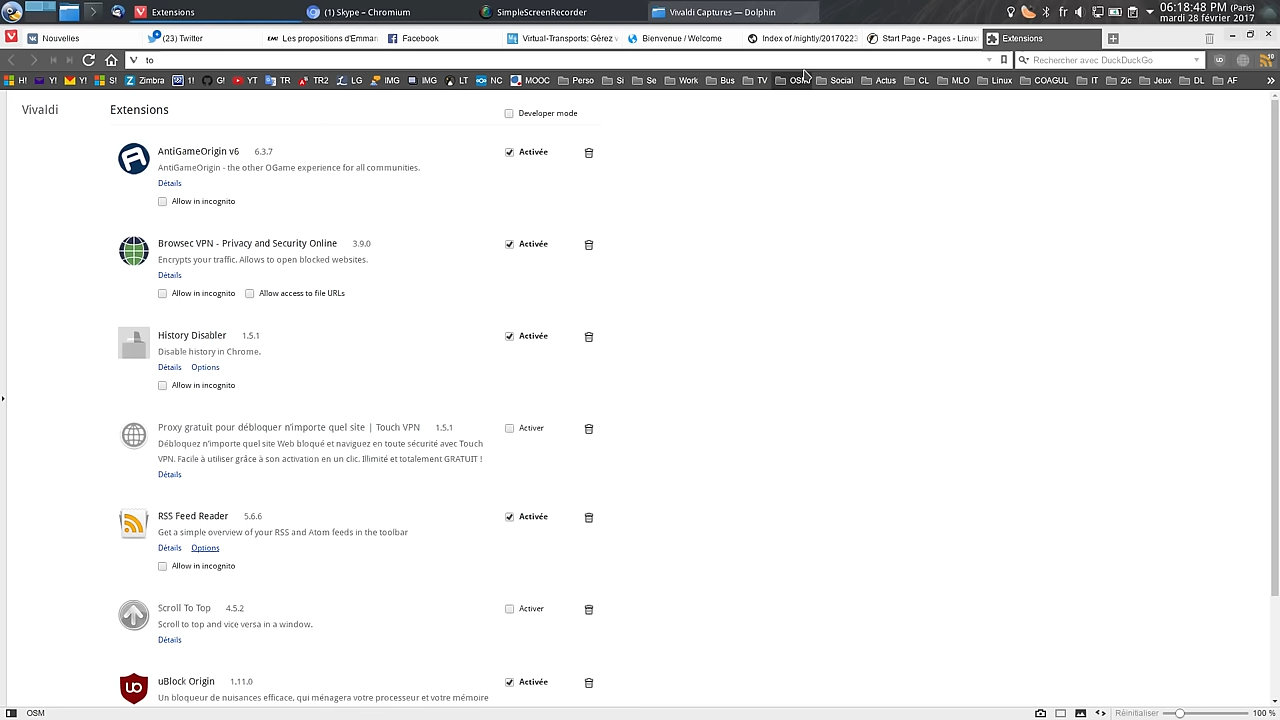 Extensions
(1) Skype – Chromium
SimpleScreenRecorder
Vivaldi Captures — Dolphin
fr
06:18:48 PM (Paris)
mardi 28 février 2017
Nouvelles
(23) Twitter
Les propositions d'Emman
Facebook
Virtual-Transports: Gérez v
Bienvenue / Welcome
Index of /nightly/20170223
Start Page - Pages - Linux
Extensions
to
Rechercher avec DuckDuckGo
H! Y! Y! S! Zimbra 1! G! YT TR TR2 LG IMG IMG LT NC MOOC Perso Si Se Work Bus TV OSM Social Actus CL MLO Linux COAGUL IT Zic Jeux DL AF
Vivaldi
Extensions
Developer mode
AntiGameOrigin v6 6.3.7
Activée
AntiGameOrigin - the other OGame experience for all communities.
Détails
Allow in incognito
Browsec VPN - Privacy and Security Online 3.9.0
Activée
Encrypts your traffic. Allows to open blocked websites.
Détails
Allow in incognito Allow access to file URLs
History Disabler 1.5.1
Activée
Disable history in Chrome.
Détails Options
Allow in incognito
Proxy gratuit pour débloquer n'importe quel site | Touch VPN 1.5.1
Activer
Débloquez n'importe quel site Web bloqué et naviguez en toute sécurité avec Touch
VPN. Facile à utiliser grâce à son activation en un clic. Illimité et totalement GRATUIT !
Détails
RSS Feed Reader 5.6.6
Activée
Get a simple overview of your RSS and Atom feeds in the toolbar
Détails Options
Allow in incognito
Scroll To Top 4.5.2
Activer
Scroll to top and vice versa in a window.
Détails
uBlock Origin 1.11.0
Activée
Un bloqueur de nuisances efficace, qui ménagera votre processeur et votre mémoire
OSM
Réinitialiser
100 %